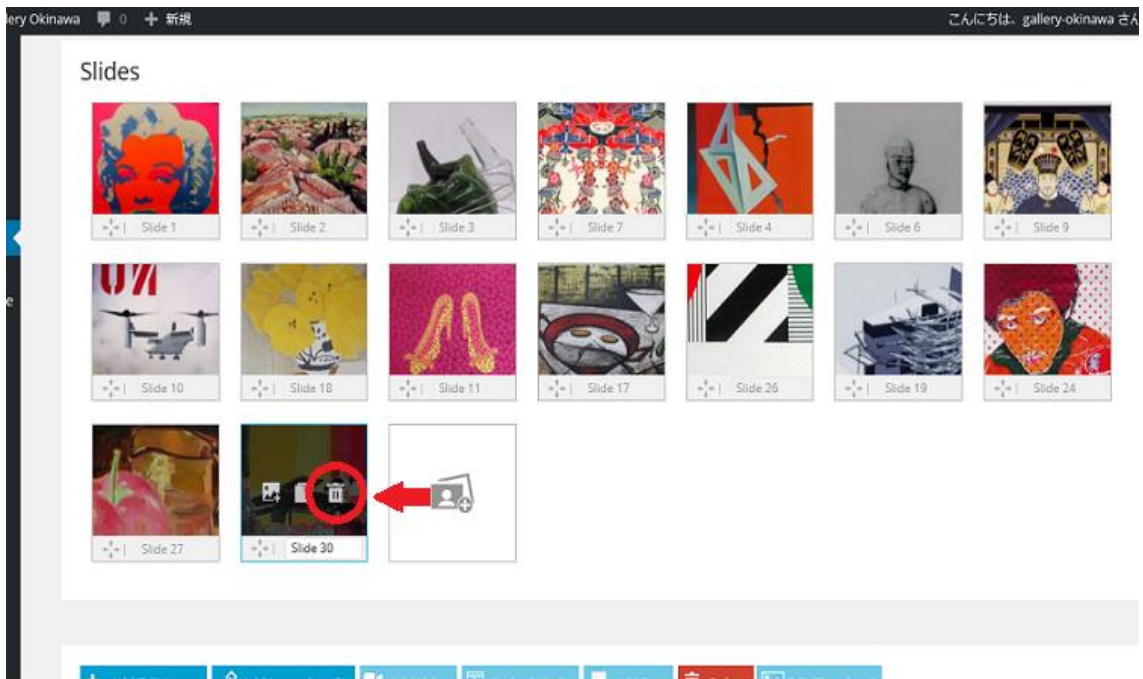 lery Okinawa 0 新規 こんにちは、gallery-okinawa さん
Slides
Slide 1 Slide 2 Slide 3 Slide 7 Slide 4 Slide 6 Slide 9
Slide 10 Slide 18 Slide 11 Slide 17 Slide 26 Slide 19 Slide 24
e
Slide 27 Slide 30